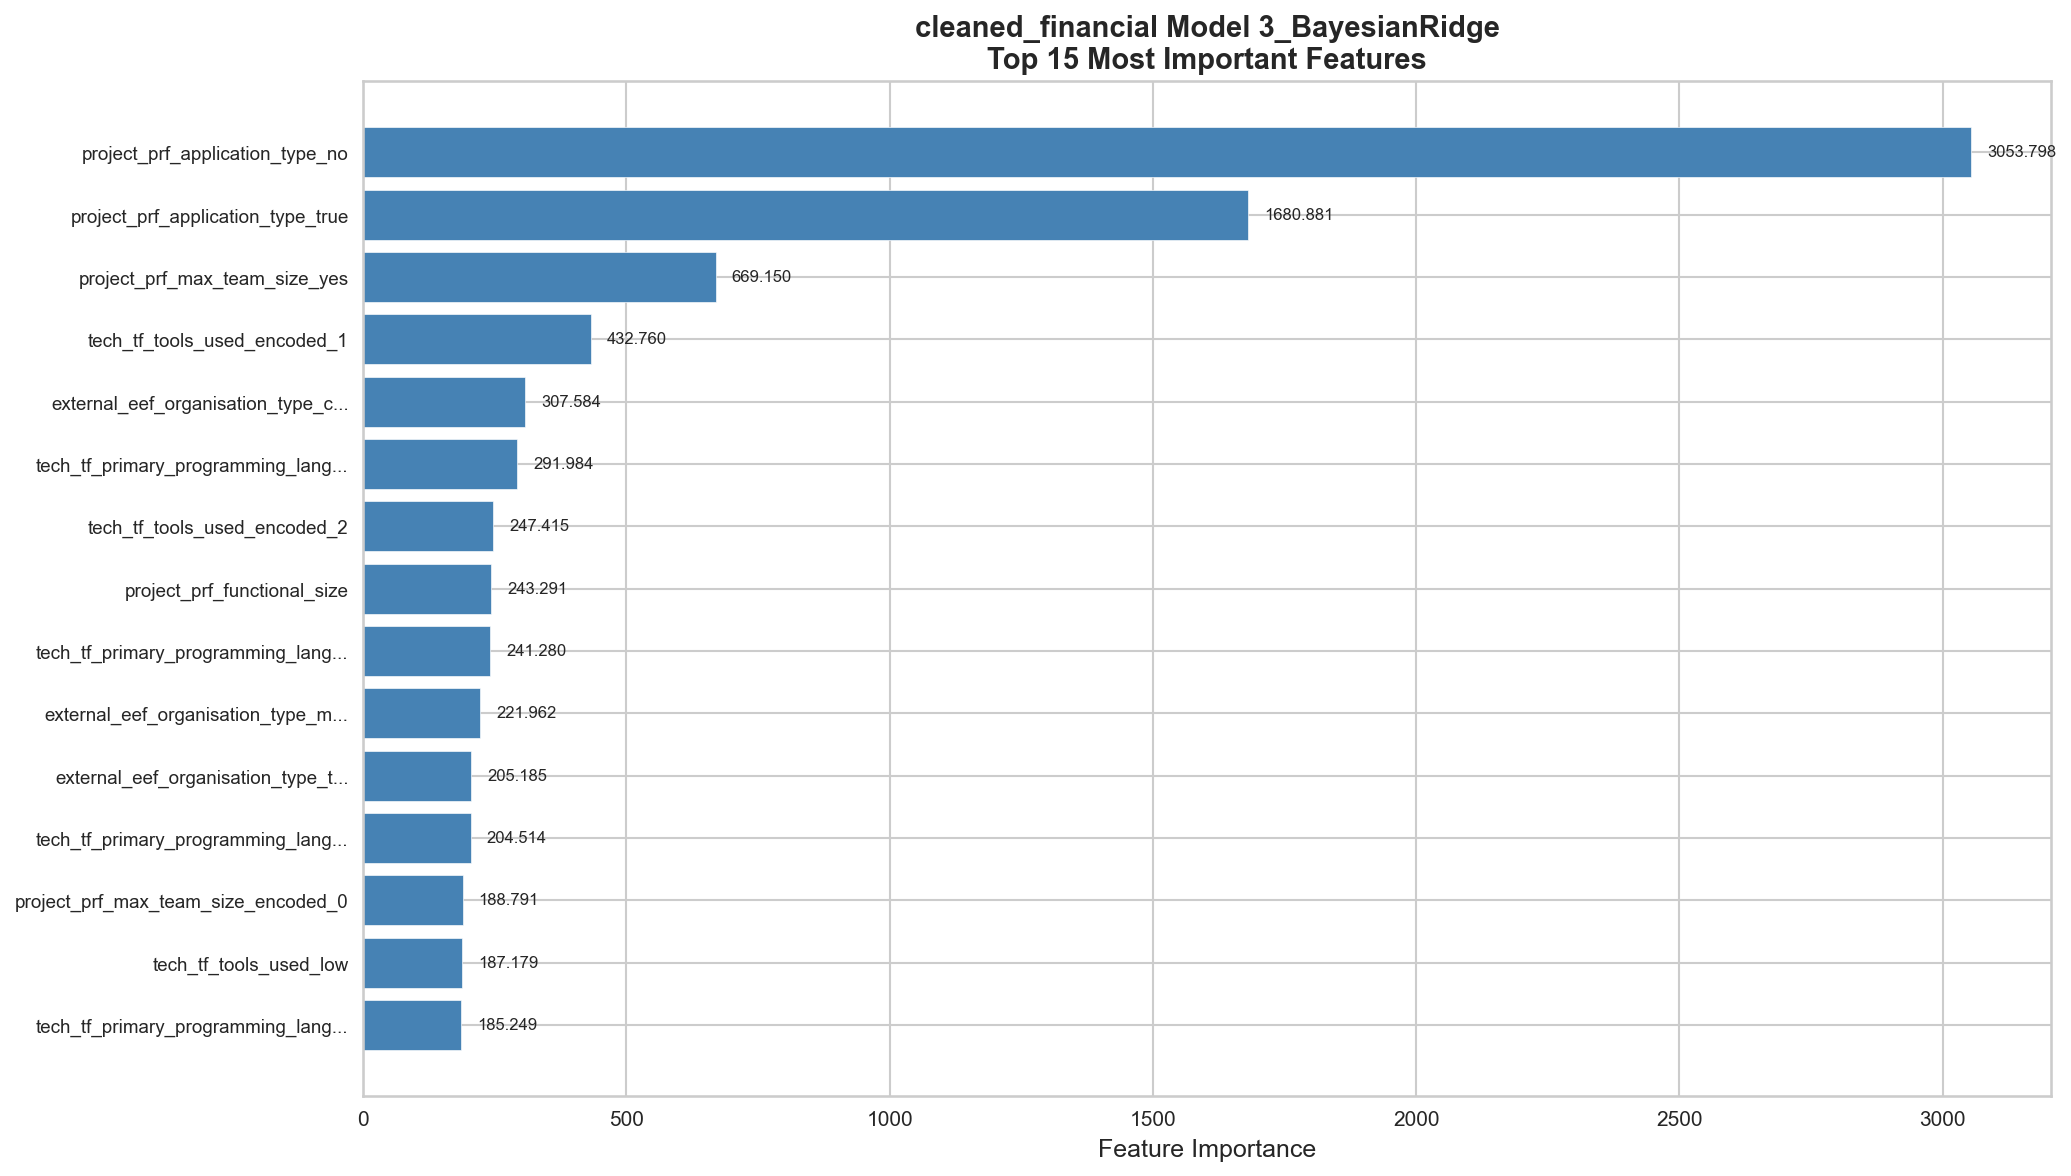 cleaned_financial Model 3_BayesianRidge
Top 15 Most Important Features
project_prf_application_type_no 3053.798
project_prf_application_type_true 1680.881
project_prf_max_team_size_yes 669.150
tech_tf_tools_used_encoded_1 432.760
external_eef_organisation_type_c... 307.584
tech_tf_primary_programming_lang... 291.984
tech_tf_tools_used_encoded_2 247.415
project_prf_functional_size 243.291
tech_tf_primary_programming_lang... 241.280
external_eef_organisation_type_m... 221.962
external_eef_organisation_type_t... 205.185
tech_tf_primary_programming_lang... 204.514
project_prf_max_team_size_encoded_0 188.791
tech_tf_tools_used_low 187.179
tech_tf_primary_programming_lang... 185.249
0 500 1000 1500 2000 2500 3000
Feature Importance